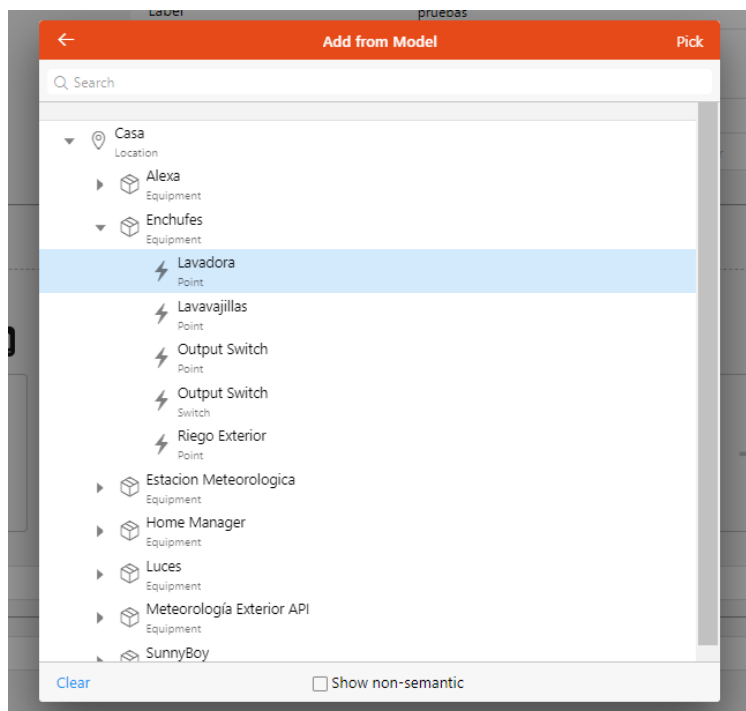 Label pruebas
← Add from Model Pick
Search
Casa
Location
Alexa
Equipment
Enchufes
Equipment
Lavadora
Point
Lavavajillas
Point
Output Switch
Point
Output Switch
Switch
Riego Exterior
Point
Estacion Meteorologica
Equipment
Home Manager
Equipment
Luces
Equipment
Meteorología Exterior API
Equipment
SunnyBoy
Clear Show non-semantic